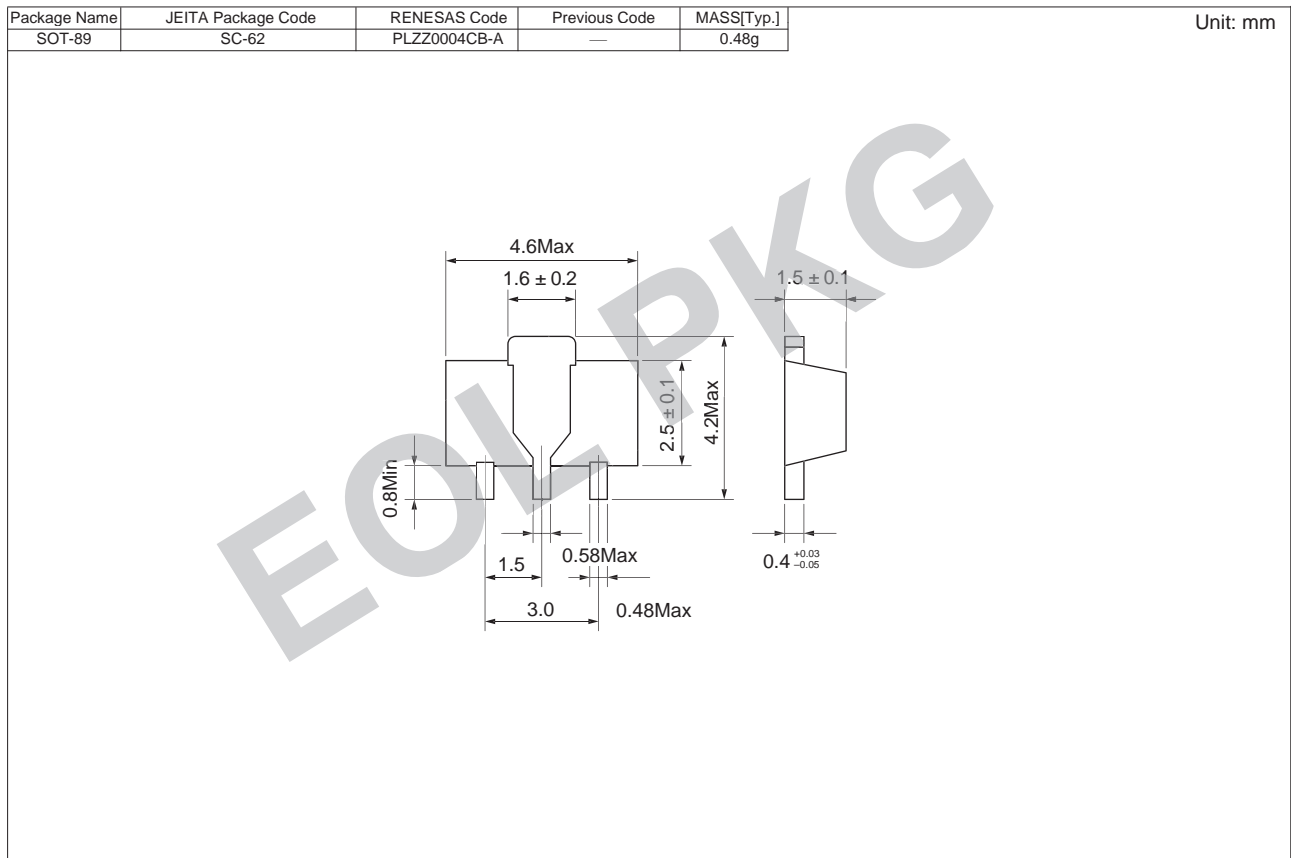 Package Name JEITA Package Code RENESAS Code Previous Code MASS[Typ.]
SOT-89 SC-62 PLZZ0004CB-A — 0.48g
Unit: mm
EOL PKG
4.6Max
1.6 ± 0.2
1.5 ± 0.1
2.5 ± 0.1
4.2Max
0.8Min
0.58Max
1.5
0.4 +0.03 −0.05
3.0
0.48Max